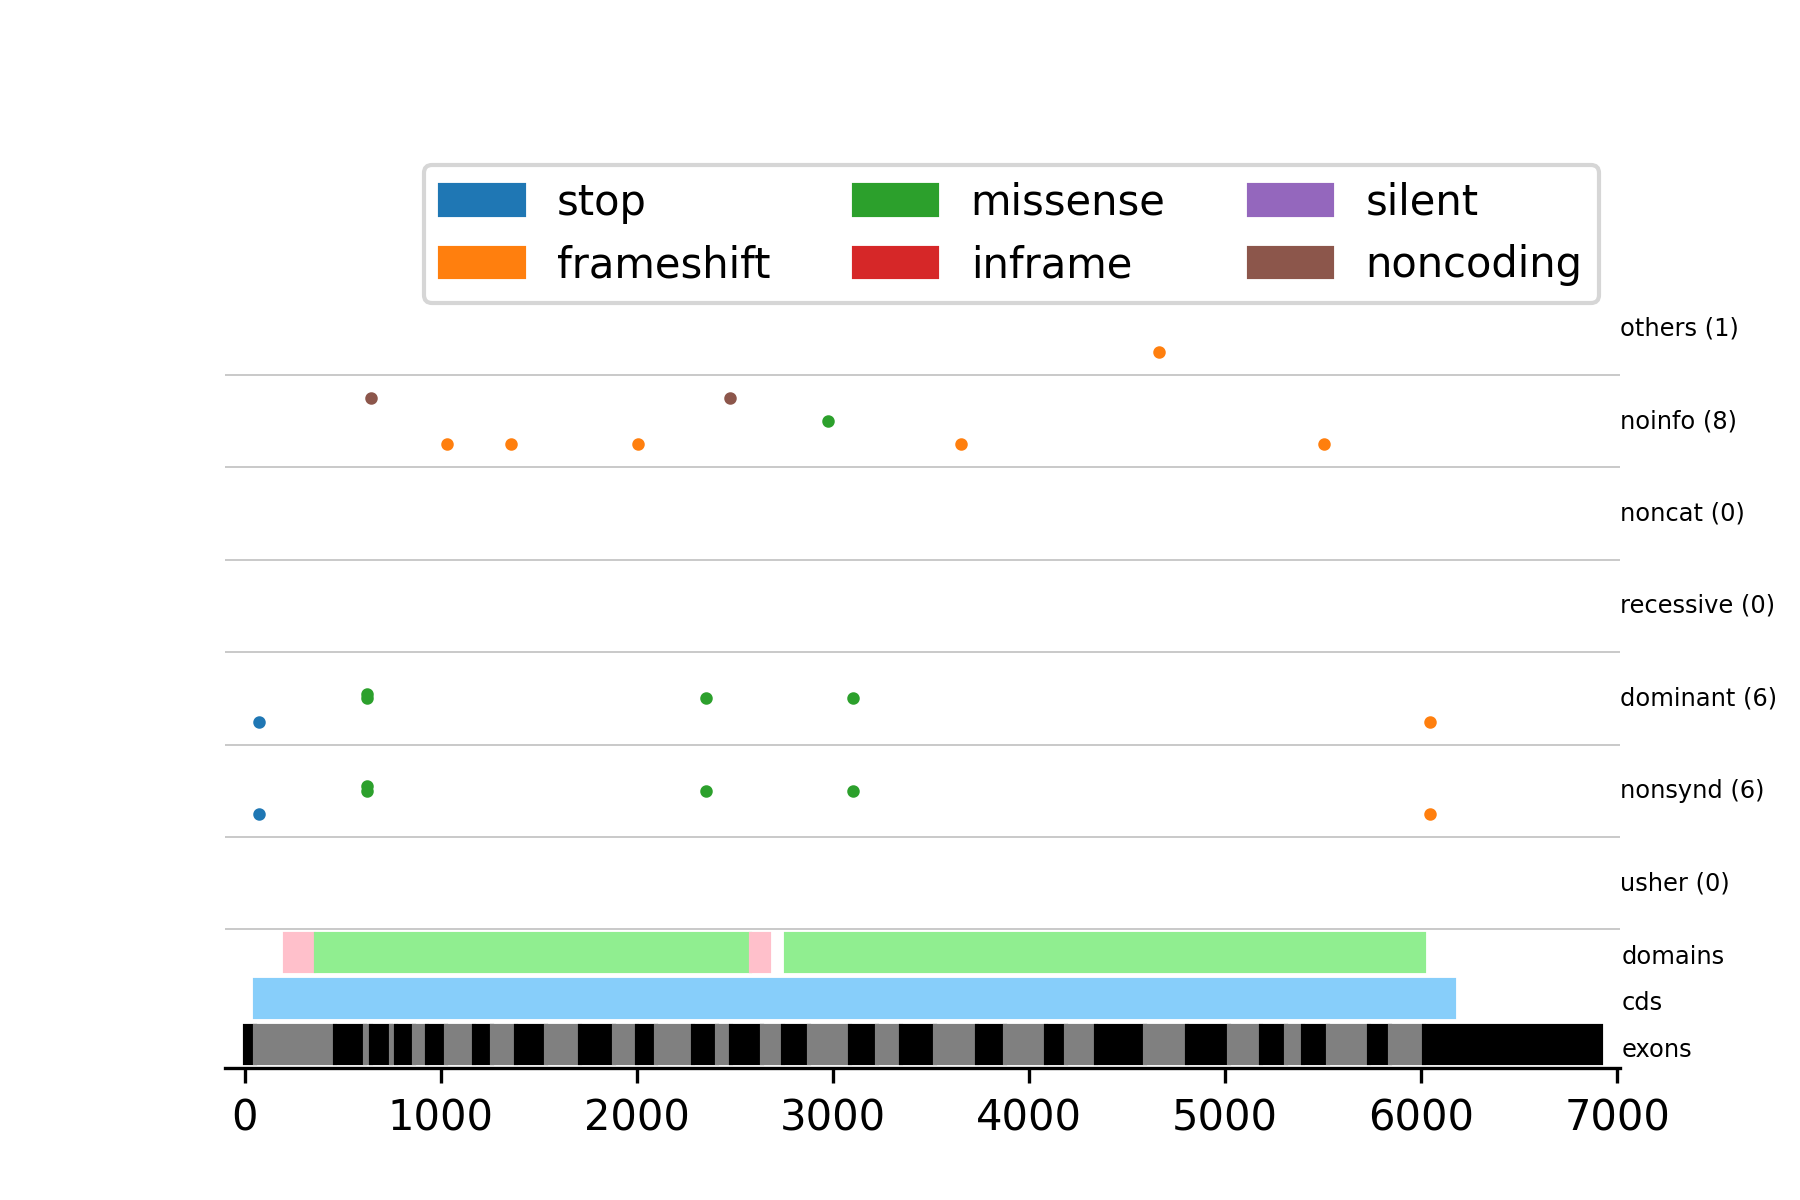 stop missense silent
frameshift inframe noncoding
others (1)
noinfo (8)
noncat (0)
recessive (0)
dominant (6)
nonsynd (6)
usher (0)
domains
cds
exons
0 1000 2000 3000 4000 5000 6000 7000